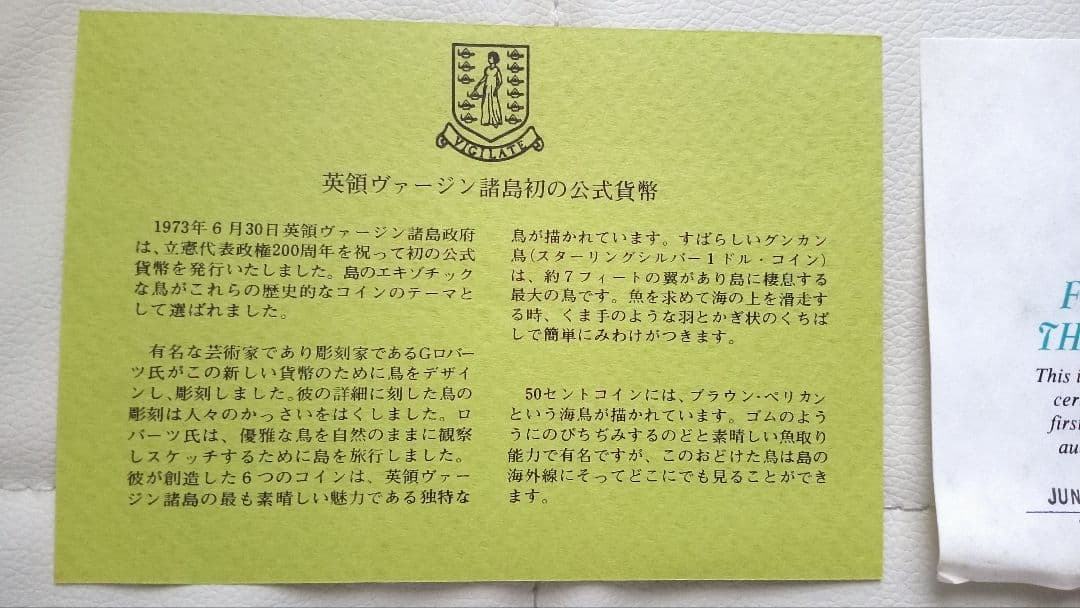 VIGILATE
英領ヴァージン諸島初の公式貨幣
1973年6月30日英領ヴァージン諸島政府
は、立憲代表政権200周年を祝って初の公式
貨幣を発行いたしました。島のエキゾチック
な鳥がこれらの歴史的なコインのテーマと
して選ばれました。
有名な芸術家であり彫刻家であるGロバー
ツ氏がこの新しい貨幣のために鳥をデザイ
ンし、彫刻しました。彼の詳細に刻した鳥の
彫刻は人々のかっさいをはくしました。ロ
バーツ氏は、優雅な鳥を自然のままに観察
しスケッチするために島を旅行しました。
彼が創造した6つのコインは、英領ヴァー
ジン諸島の最も素晴しい魅力である独特な
鳥が描かれています。すばらしいグンカン
鳥(スターリングシルバー1ドル・コイン)
は、約7フィートの翼があり島に棲息する
最大の鳥です。魚を求めて海の上を滑走す
る時、くま手のような羽とかぎ状のくちば
しで簡単にみわけがつきます。
50セントコインには、ブラウン・ペリカン
という海鳥が描かれています。ゴムのよう
うにのびちぢみするのどと素晴しい魚取り
能力で有名ですが、このおどけた鳥は島の
海外線にそってどこにでも見ることができ
ます。
F
TH
This i
cer
first
au
JUN